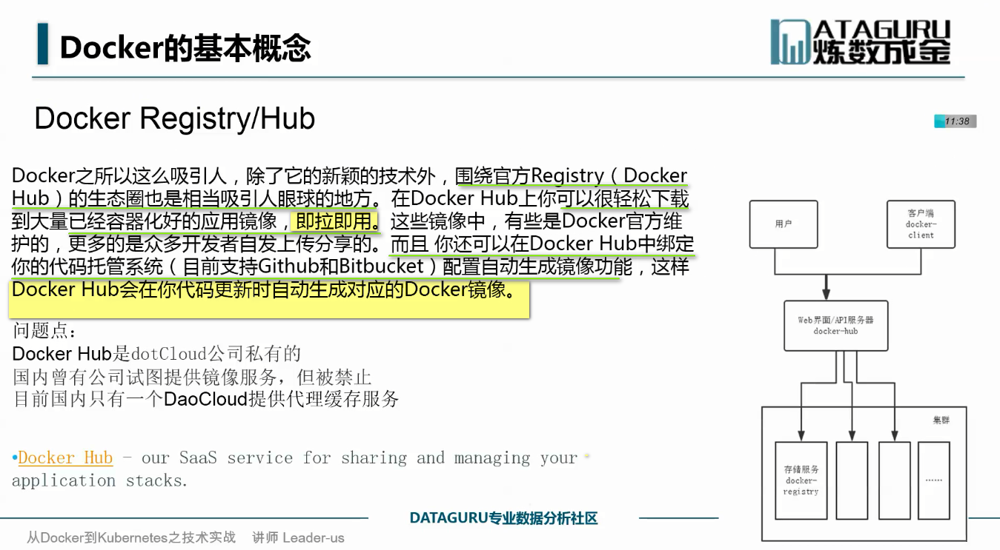 Docker的基本概念
ATAGURU
炼数成金
Docker Registry/Hub
11:38
Docker之所以这么吸引人，除了它的新颖的技术外，围绕官方Registry（Docker
Hub）的生态圈也是相当吸引人眼球的地方。在Docker Hub上你可以很轻松下载
到大量已经容器化好的应用镜像，即拉即用。这些镜像中，有些是Docker官方维
护的，更多的是众多开发者自发上传分享的。而且 你还可以在Docker Hub中绑定
你的代码托管系统（目前支持Github和Bitbucket）配置自动生成镜像功能，这样
Docker Hub会在你代码更新时自动生成对应的Docker镜像。
问题点：
Docker Hub是dotCloud公司私有的
国内曾有公司试图提供镜像服务，但被禁止
目前国内只有一个DaoCloud提供代理缓存服务
•Docker Hub – our SaaS service for sharing and managing your
application stacks.
用户
客户端
docker-
client
Web界面/API服务器
docker-hub
集群
存储服务
docker-
registry
……
DATAGURU专业数据分析社区
从Docker到Kubernetes之技术实战 讲师 Leader-us